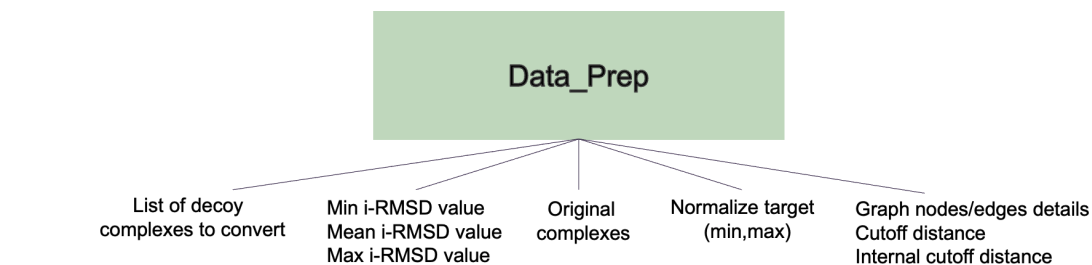 Data_Prep
List of decoy
complexes to convert
Min i-RMSD value
Mean i-RMSD value
Max i-RMSD value
Original
complexes
Normalize target
(min,max)
Graph nodes/edges details
Cutoff distance
Internal cutoff distance